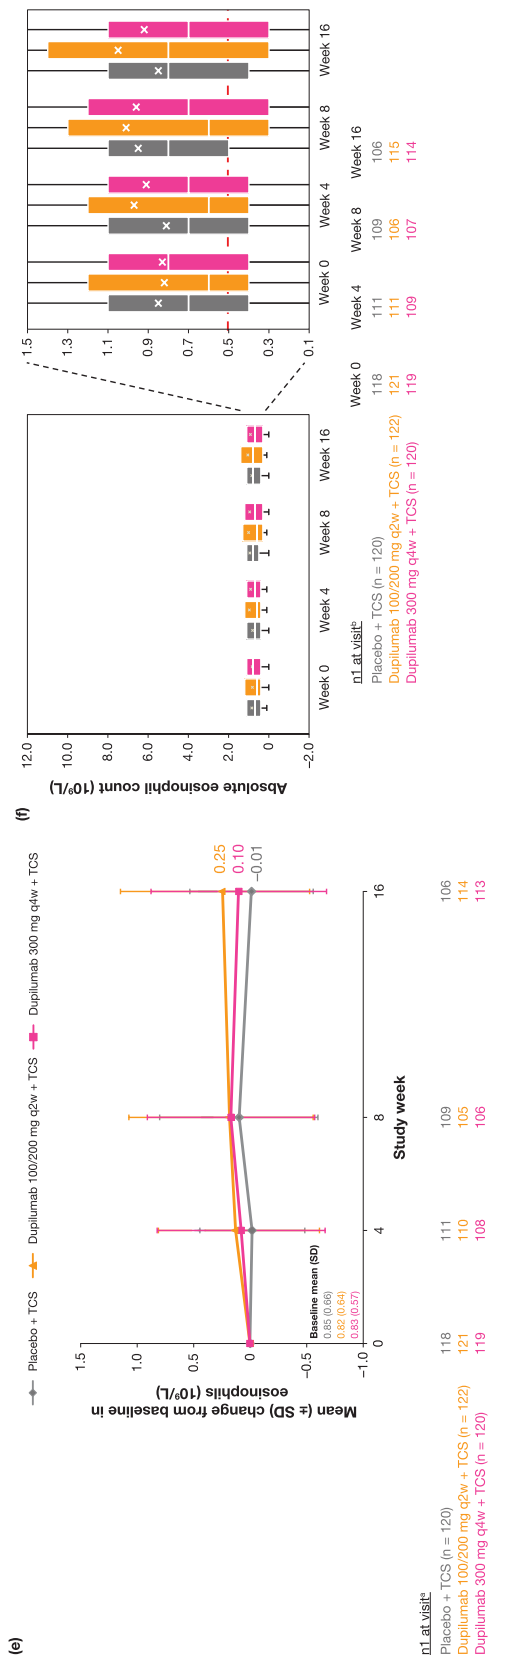 (e)
Placebo + TCS
Dupilumab 100/200 mg q2w + TCS
Dupilumab 300 mg q4w + TCS
Mean (± SD) change from baseline in
eosinophils (10⁹/L)
1.5
1.0
0.5
0
−0.5
−1.0
0.25
0.10
−0.01
Baseline mean (SD)
0.85 (0.66)
0.82 (0.64)
0.83 (0.57)
0 4 8 16
Study week
n1 at visitᵃ
Placebo + TCS (n = 120) 118 111 109 106
Dupilumab 100/200 mg q2w + TCS (n = 122) 121 110 105 114
Dupilumab 300 mg q4w + TCS (n = 120) 119 108 106 113
(f)
Absolute eosinophil count (10⁹/L)
12.0
10.0
8.0
6.0
4.0
2.0
0
−2.0
Week 0 Week 4 Week 8 Week 16
1.5
1.3
1.1
0.9
0.7
0.5
0.3
0.1
Week 0 Week 4 Week 8 Week 16
Week 0 Week 4 Week 8 Week 16
n1 at visitᵇ
Placebo + TCS (n = 120) 118 111 109 106
Dupilumab 100/200 mg q2w + TCS (n = 122) 121 111 106 115
Dupilumab 300 mg q4w + TCS (n = 120) 119 109 107 114